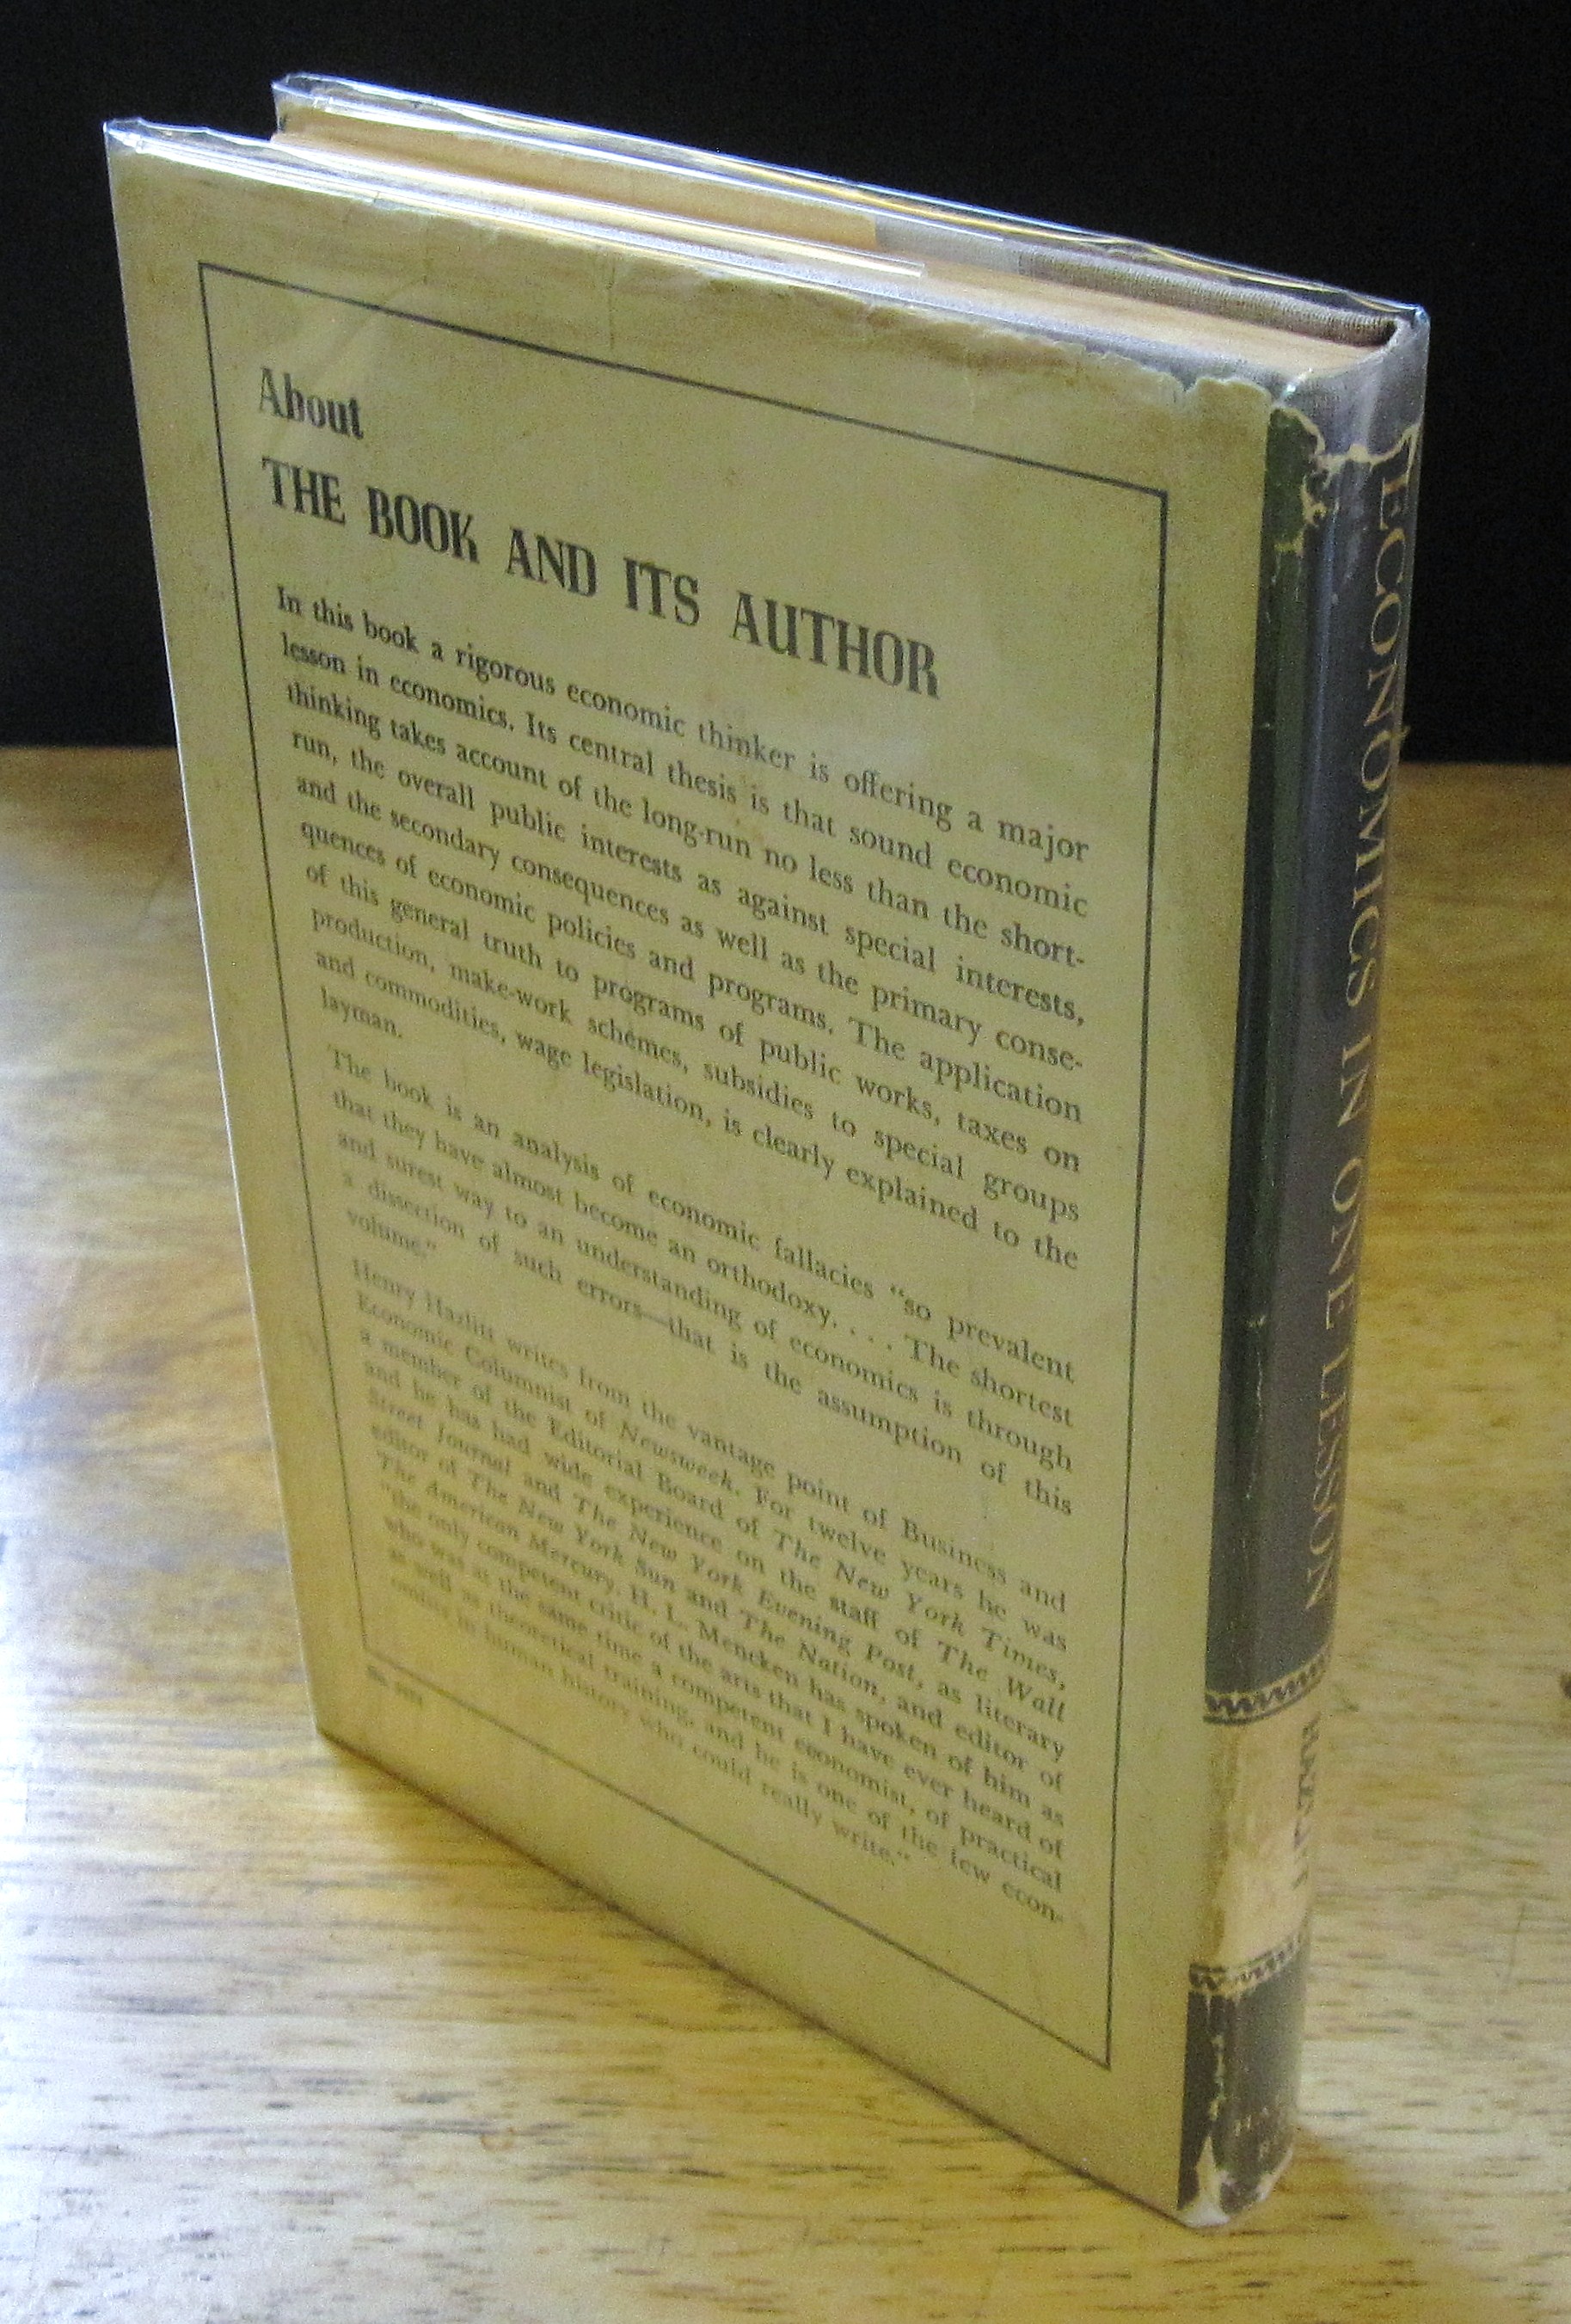 About
THE BOOK AND ITS AUTHOR
In this book a rigorous economic thinker is offering a major
lesson in economics. Its central thesis is that sound economic
thinking takes account of the long-run no less than the short-
run, the overall public interests as against special interests,
and the secondary consequences as well as the primary conse-
quences of economic policies and programs. The application
of this general truth to programs of public works, taxes on
production, make-work schemes, subsidies to special groups
and commodities, wage legislation, is clearly explained to the
layman.
The book is an analysis of economic fallacies "so prevalent
that they have almost become an orthodoxy. . . . The shortest
and surest way to an understanding of economics is through
a dissection of such errors—that is the assumption of this
volume."
Henry Hazlitt writes from the vantage point of Business and
Economic Columnist of Newsweek. For twelve years he was
a member of the Editorial Board of The New York Times,
and he has had wide experience on the staff of The Wall
Street Journal and The New York Evening Post, as literary
editor of The New York Sun and The Nation, and editor of
The American Mercury. H. L. Mencken has spoken of him as
"the only competent critic of the arts that I have ever heard of
who was at the same time a competent economist, of practical
as well as theoretical training, and he is one of the few econ-
omists in human history who could really write."
ECONOMICS IN ONE LESSON
HAZLITT